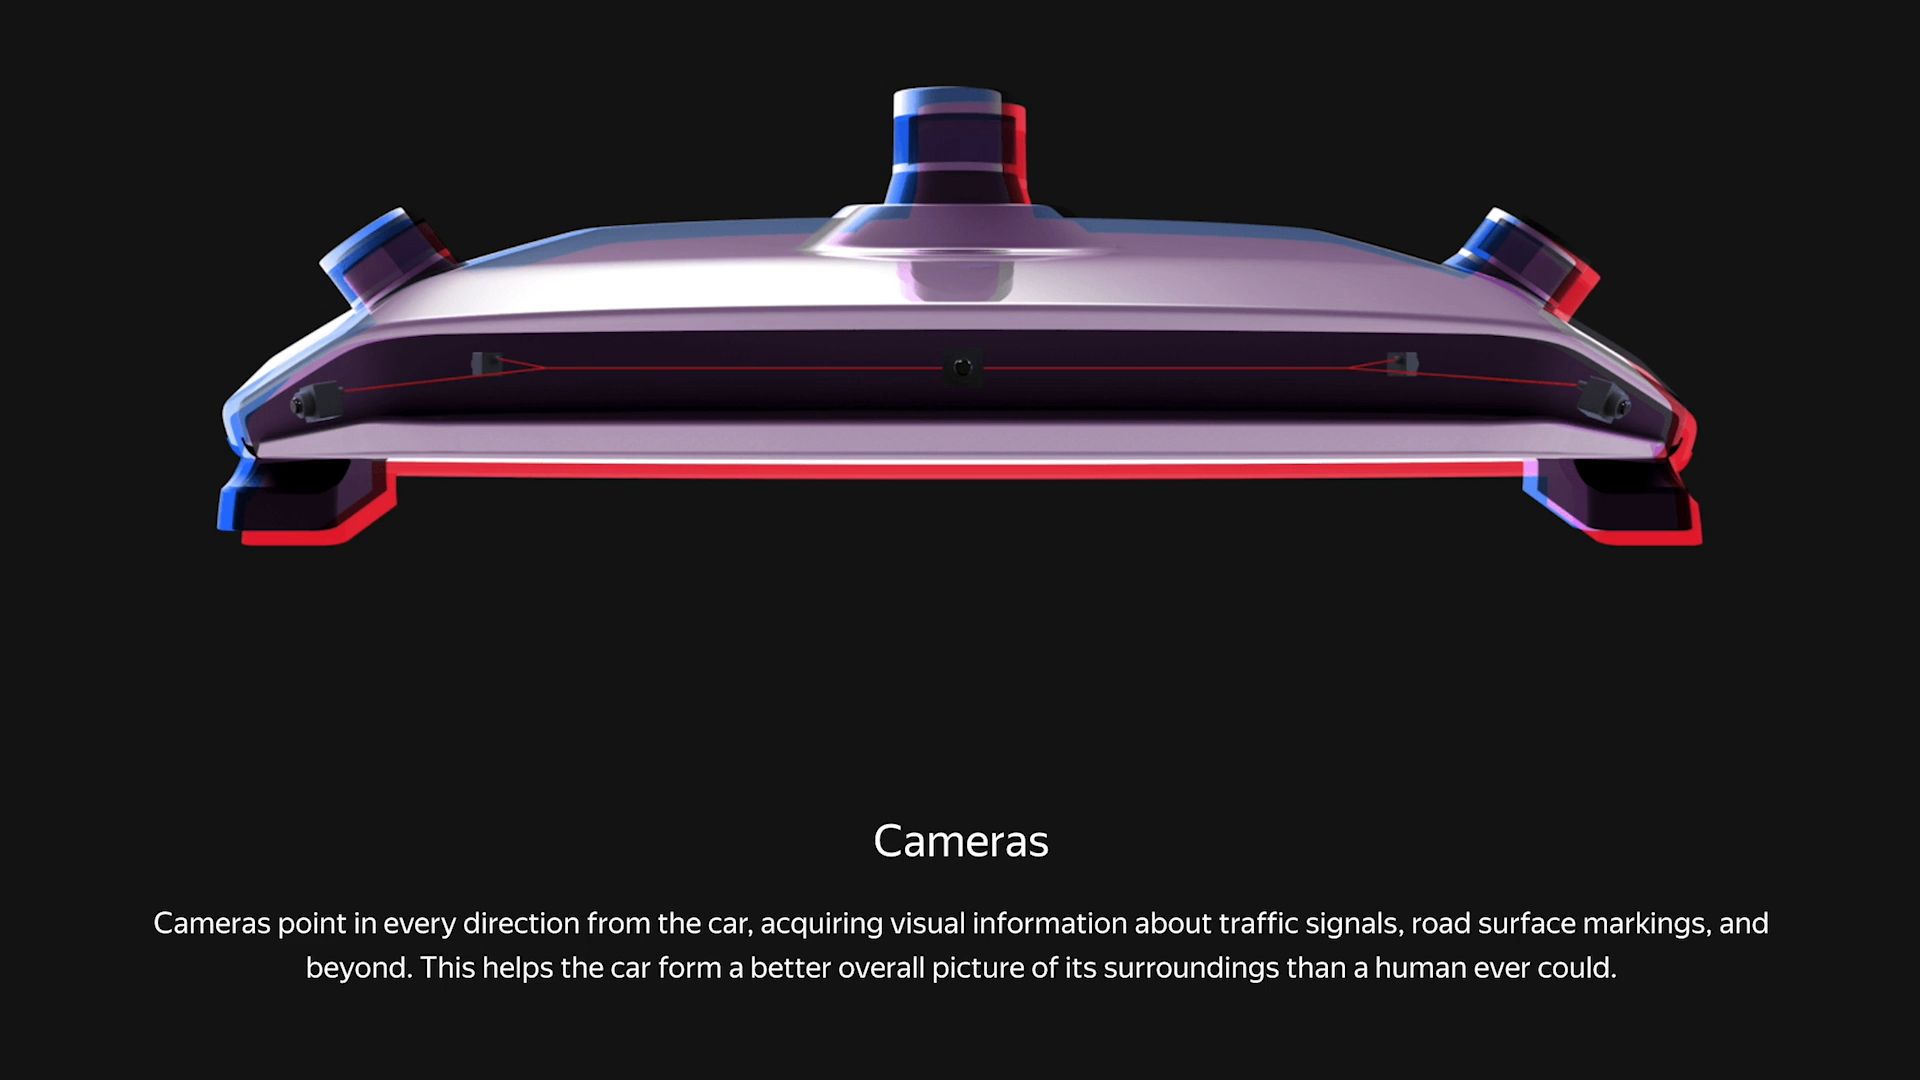 Cameras
Cameras point in every direction from the car, acquiring visual information about traffic signals, road surface markings, and
beyond. This helps the car form a better overall picture of its surroundings than a human ever could.